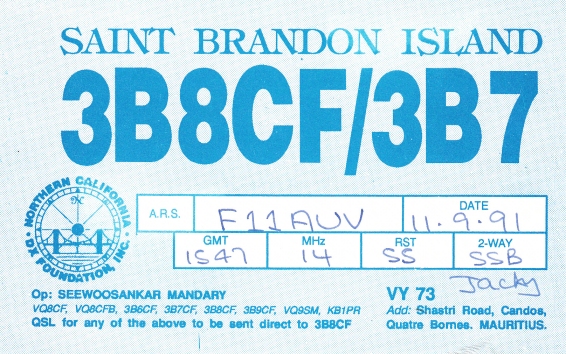 SAINT BRANDON ISLAND
3B8CF/3B7
NORTHERN CALIFORNIA
DX FOUNDATION, INC.
A.R.S. F11AUV DATE 11.9.91
GMT 1547 MHz 14 RST 55 2-WAY SSB
Jacky
Op: SEEWOOSANKAR MANDARY
VQ8CF, VQ8CFB, 3B6CF, 3B7CF, 3B8CF, 3B9CF, VQ9SM, KB1PR
QSL for any of the above to be sent direct to 3B8CF
VY 73
Add: Shastri Road, Candos,
Quatre Bornes. MAURITIUS.